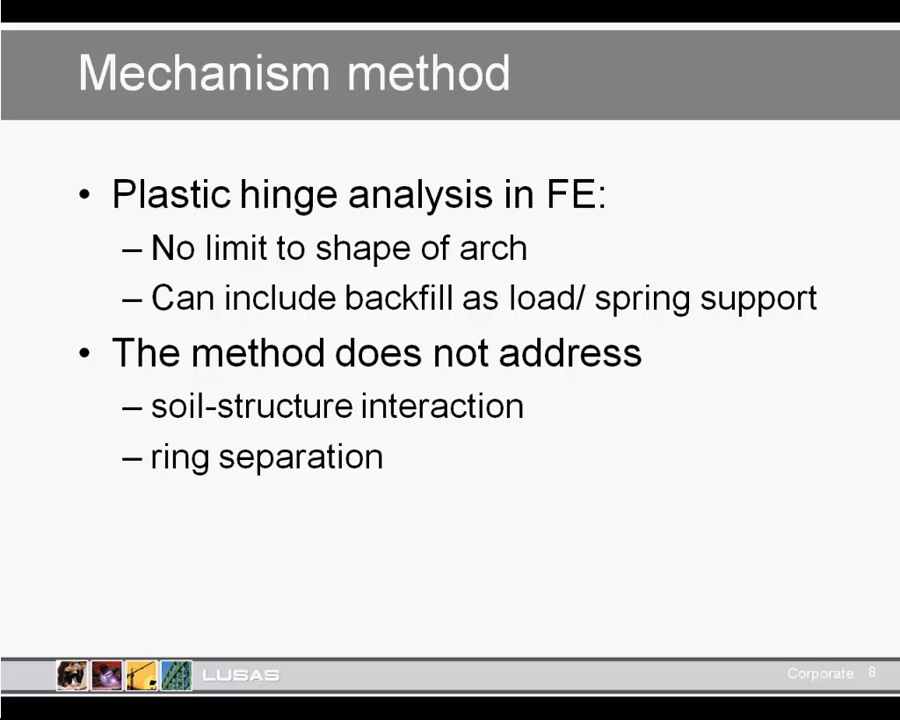 Mechanism method
• Plastic hinge analysis in FE:
– No limit to shape of arch
– Can include backfill as load/ spring support
• The method does not address
– soil-structure interaction
– ring separation
LUSAS
Corporate 8